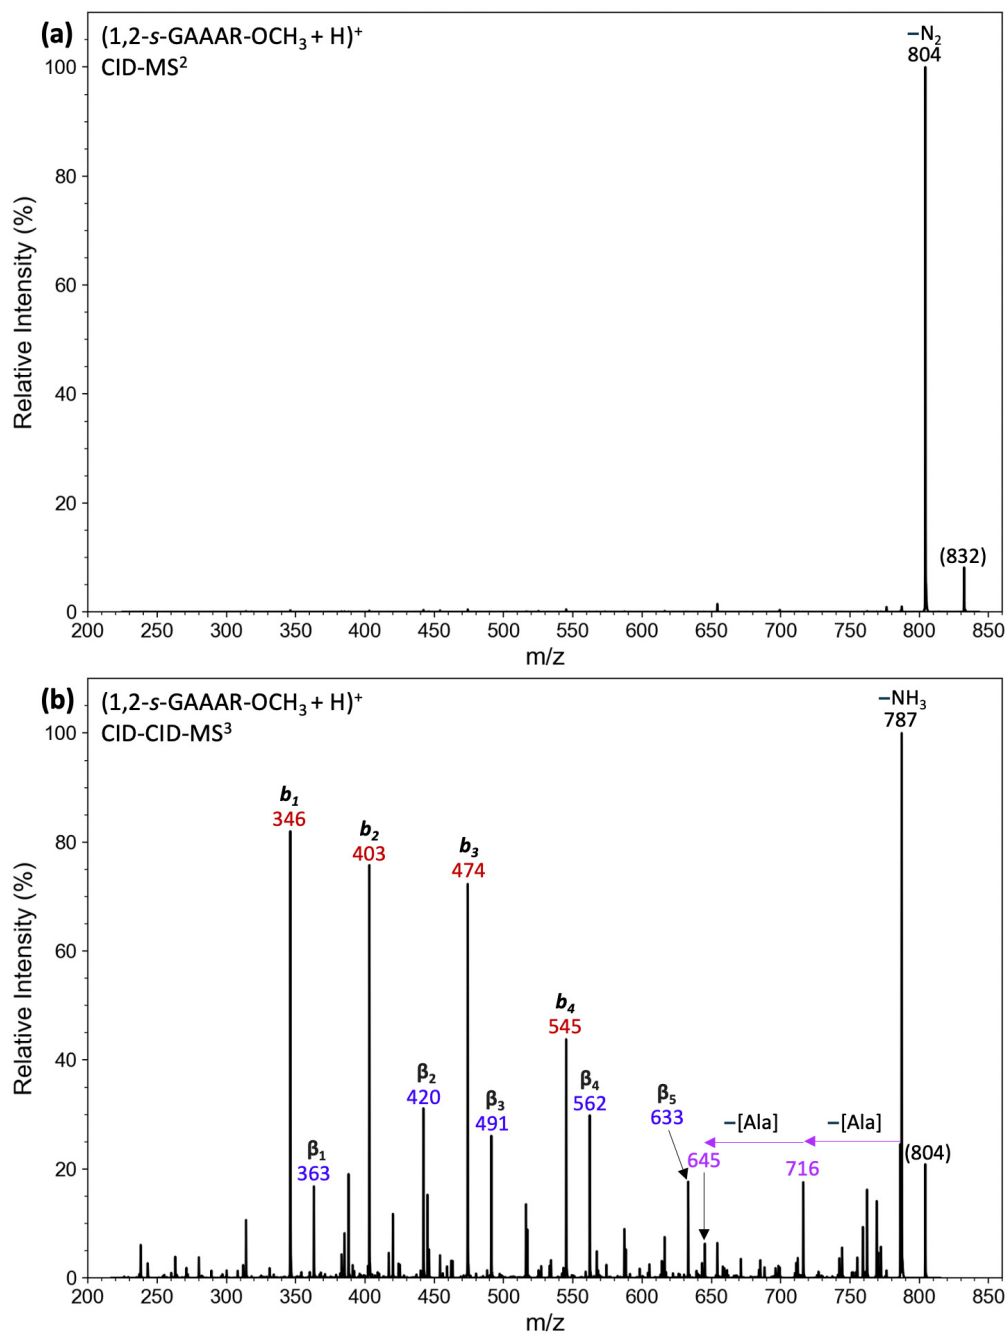 (a) (1,2-s-GAAAR-OCH₃ + H)⁺
CID-MS²
−N₂
804
(832)
100
80
60
40
20
0
Relative Intensity (%)
200 250 300 350 400 450 500 550 600 650 700 750 800 850
m/z
(b) (1,2-s-GAAAR-OCH₃ + H)⁺
CID-CID-MS³
−NH₃
787
b₁
346
b₂
403
b₃
474
b₄
545
β₁
363
β₂
420
β₃
491
β₄
562
β₅
633
−[Ala]
−[Ala]
645
716
(804)
100
80
60
40
20
0
Relative Intensity (%)
200 250 300 350 400 450 500 550 600 650 700 750 800 850
m/z